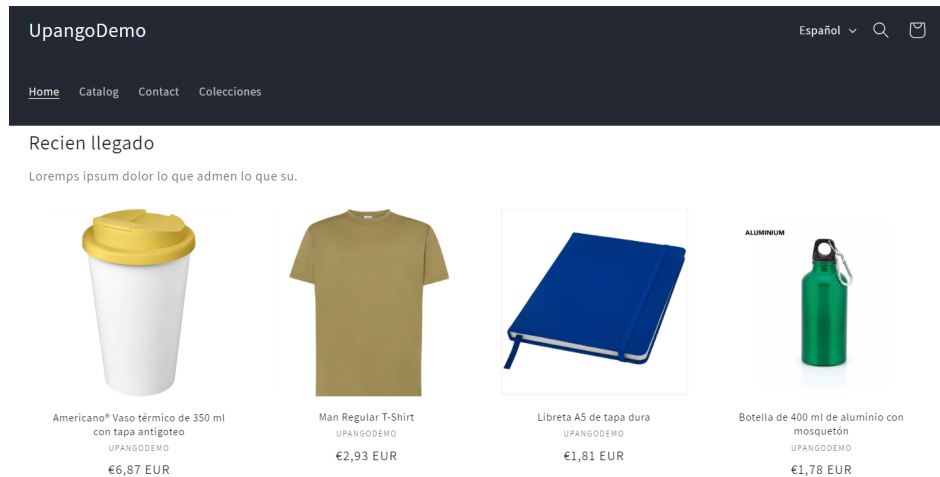 UpangoDemo
Español
Home Catalog Contact Colecciones
Recien llegado
Loremps ipsum dolor lo que admen lo que su.
ALUMINIUM
Americano® Vaso térmico de 350 ml
con tapa antigoteo
UPANGODEMO
€6,87 EUR
Man Regular T-Shirt
UPANGODEMO
€2,93 EUR
Libreta A5 de tapa dura
UPANGODEMO
€1,81 EUR
Botella de 400 ml de aluminio con
mosquetón
UPANGODEMO
€1,78 EUR